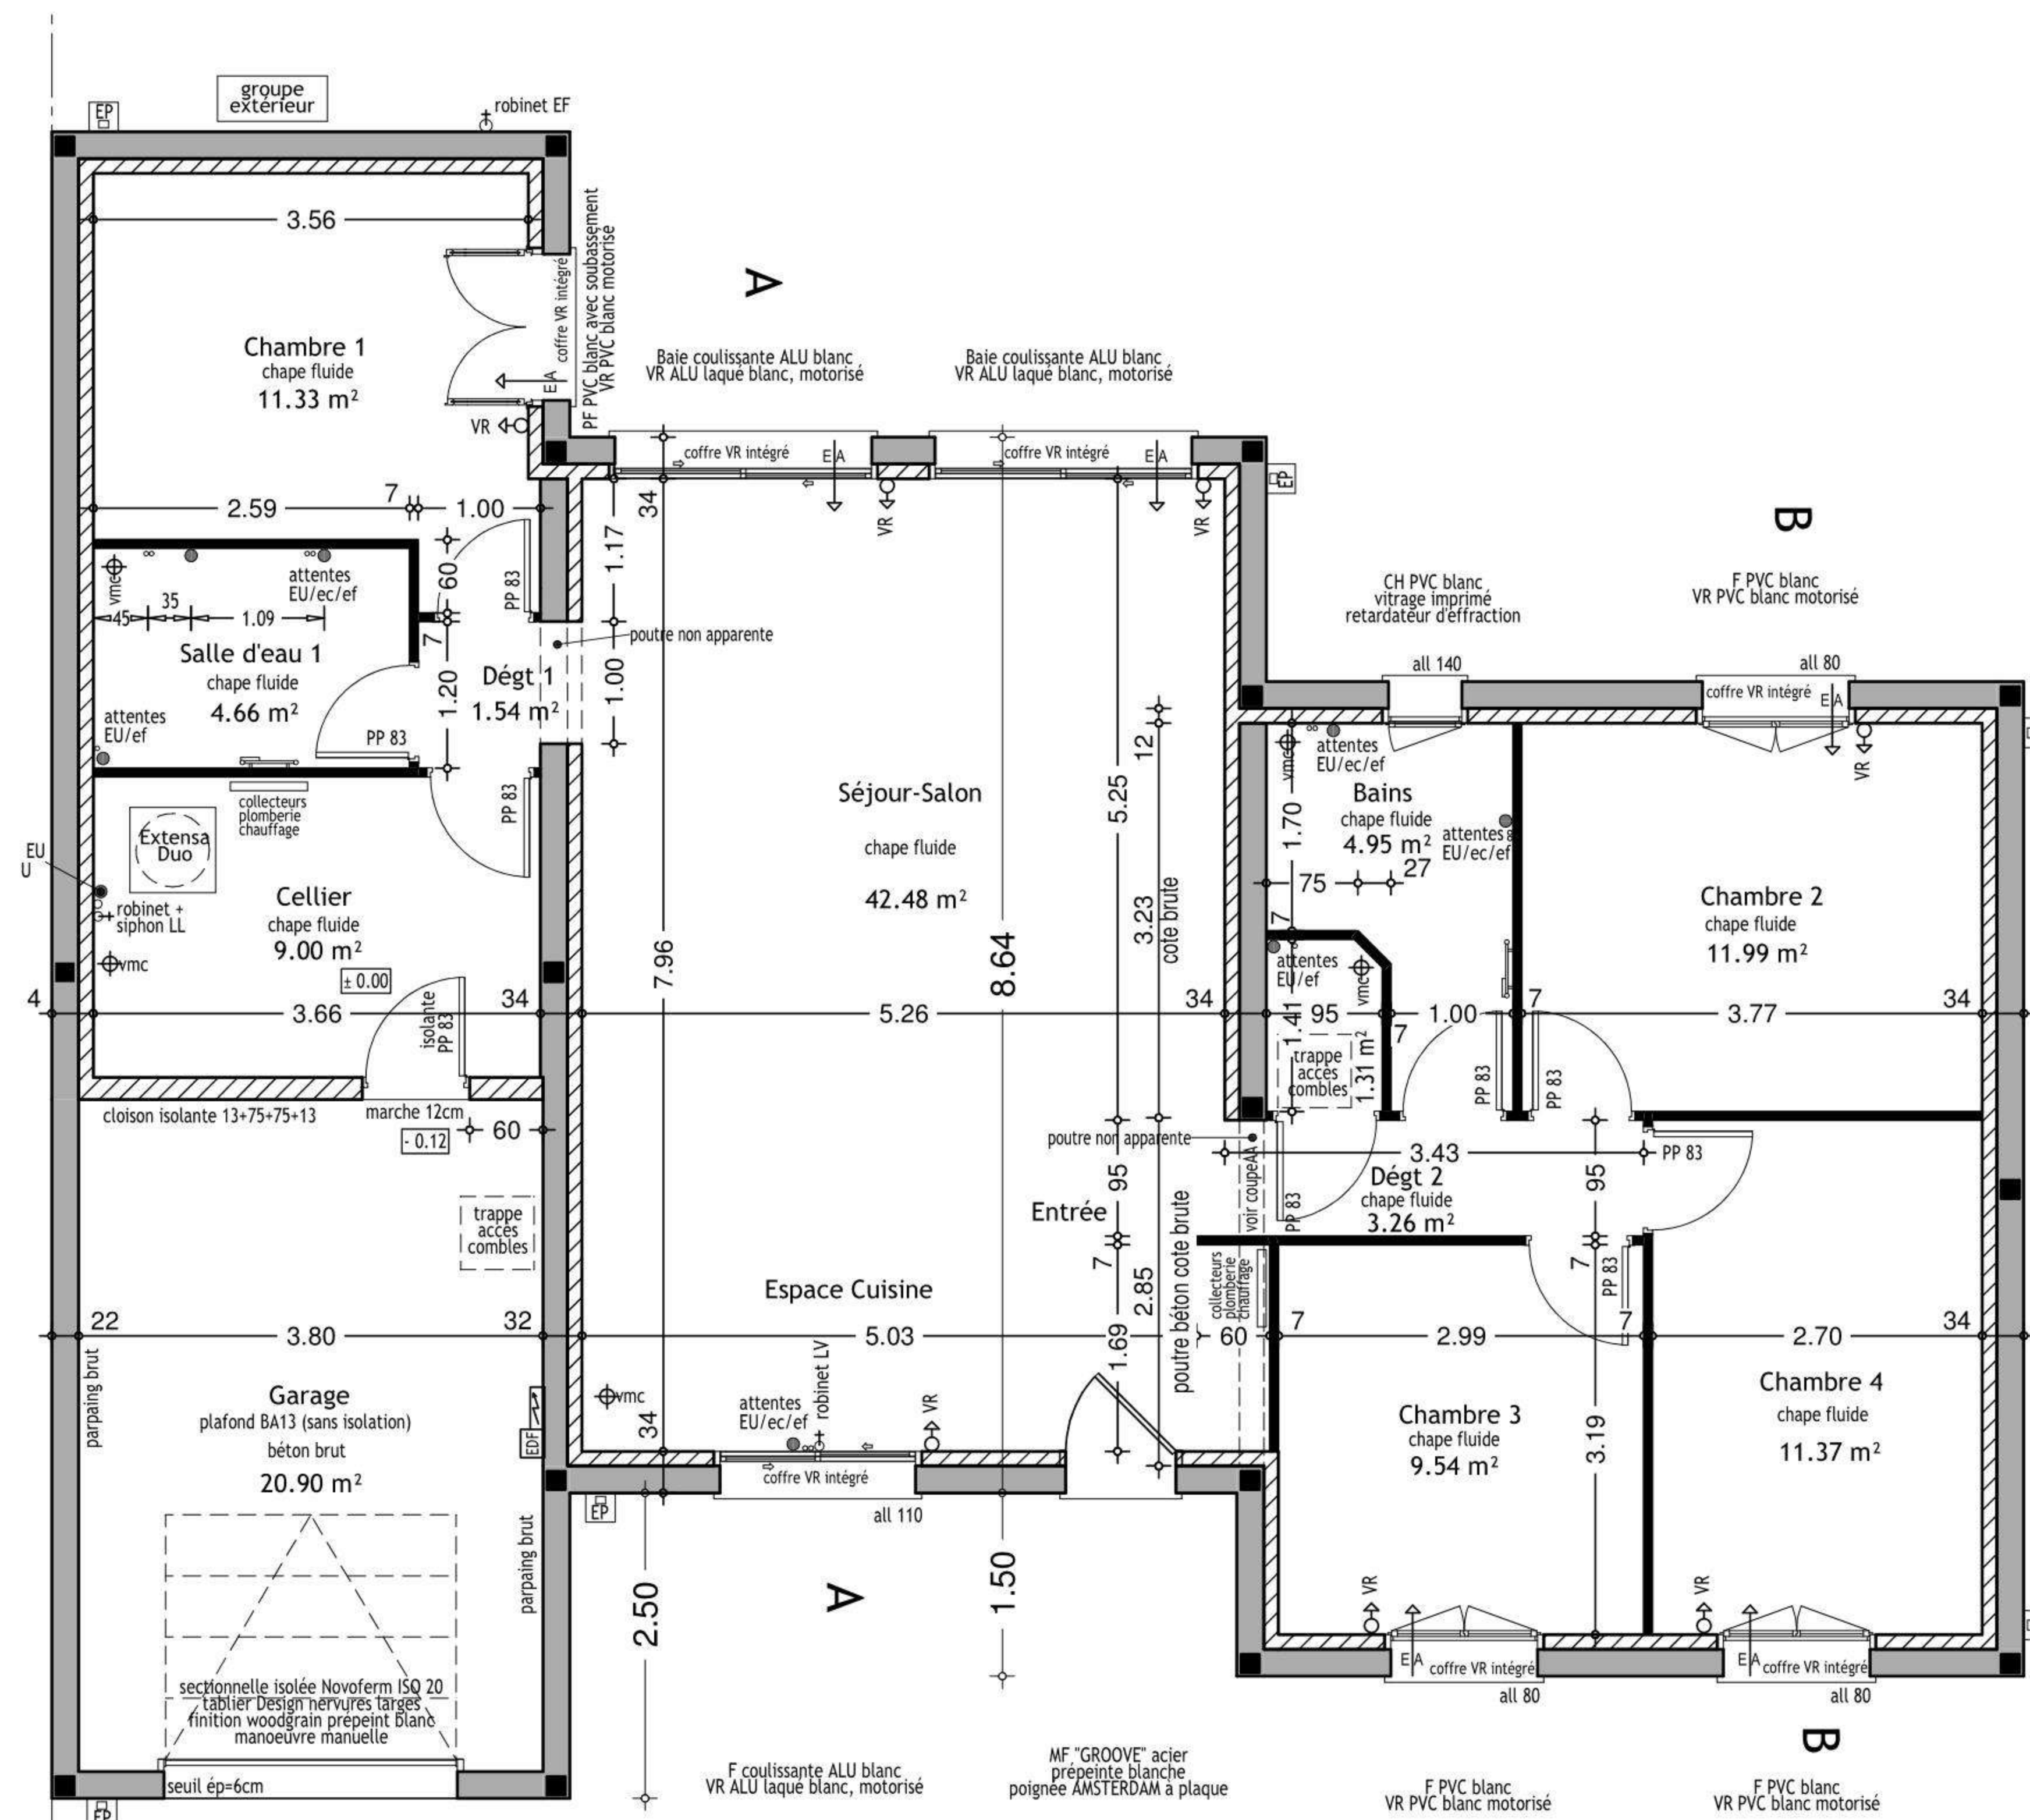 groupe
extérieur
EP
robinet EF
3.56
coffre VR intégré
PF PVC blanc avec soubassement
VR PVC blanc motorisé
A
Chambre 1
chape fluide
11.33 m²
E A
VR
Baie coulissante ALU blanc
VR ALU laqué blanc, motorisé
Baie coulissante ALU blanc
VR ALU laqué blanc, motorisé
coffre VR intégré
E A
coffre VR intégré
E A
EP
2.59
7
1.00
34
VR
VR
1.17
B
vmc
attentes
EU/ec/ef
60
PP 83
CH PVC blanc
vitrage imprimé
retardateur d'effraction
F PVC blanc
VR PVC blanc motorisé
45
35
1.09
7
poutre non apparente
Salle d'eau 1
chape fluide
4.66 m²
1.20
Dégt 1
1.54 m²
1.00
all 140
all 80
coffre VR intégré
E A
attentes
EU/ef
PP 83
12
vmc
attentes
EU/ec/ef
VR
collecteurs
plomberie
chauffage
PP 83
Séjour-Salon
chape fluide
42.48 m²
5.25
Bains
chape fluide
4.95 m²
1.70
attentes
EU/ec/ef
Extensa
Duo
EU
U
75
27
Cellier
chape fluide
9.00 m²
robinet +
siphon LL
vmc
± 0.00
7.96
8.64
3.23
cote brute
7
Chambre 2
chape fluide
11.99 m²
attentes
EU/ef
vmc
4
3.66
isolante
PP 83
34
5.26
34
1.41
95
7
1.00
7
3.77
34
trappe
accès
combles
1.31 m²
PP 83
PP 83
cloison isolante 13+75+75+13
marche 12cm
- 0.12
60
poutre non apparente
voir coupeAA
3.43
PP 83
95
Dégt 2
chape fluide
3.26 m²
95
PP 83
trappe
accès
combles
Entrée
7
2.85
poutre béton cote brute
collecteurs
plomberie
chauffage
7
PP 83
Espace Cuisine
22
3.80
32
5.03
1.69
60
7
2.99
7
2.70
34
parpaing brut
Garage
plafond BA13 (sans isolation)
béton brut
20.90 m²
EDF
vmc
34
attentes
EU/ec/ef
robinet LV
VR
Chambre 3
chape fluide
9.54 m²
3.19
Chambre 4
chape fluide
11.37 m²
coffre VR intégré
EP
all 110
parpaing brut
2.50
A
1.50
VR
VR
E A
coffre VR intégré
E A
coffre VR intégré
all 80
all 80
sectionnelle isolée Novoferm ISO 20
tablier Design nervures larges
finition woodgrain prépeint blanc
manoeuvre manuelle
seuil ép=6cm
EP
F coulissante ALU blanc
VR ALU laqué blanc, motorisé
MF "GROOVE" acier
prépeinte blanche
poignée AMSTERDAM à plaque
B
F PVC blanc
VR PVC blanc motorisé
F PVC blanc
VR PVC blanc motorisé